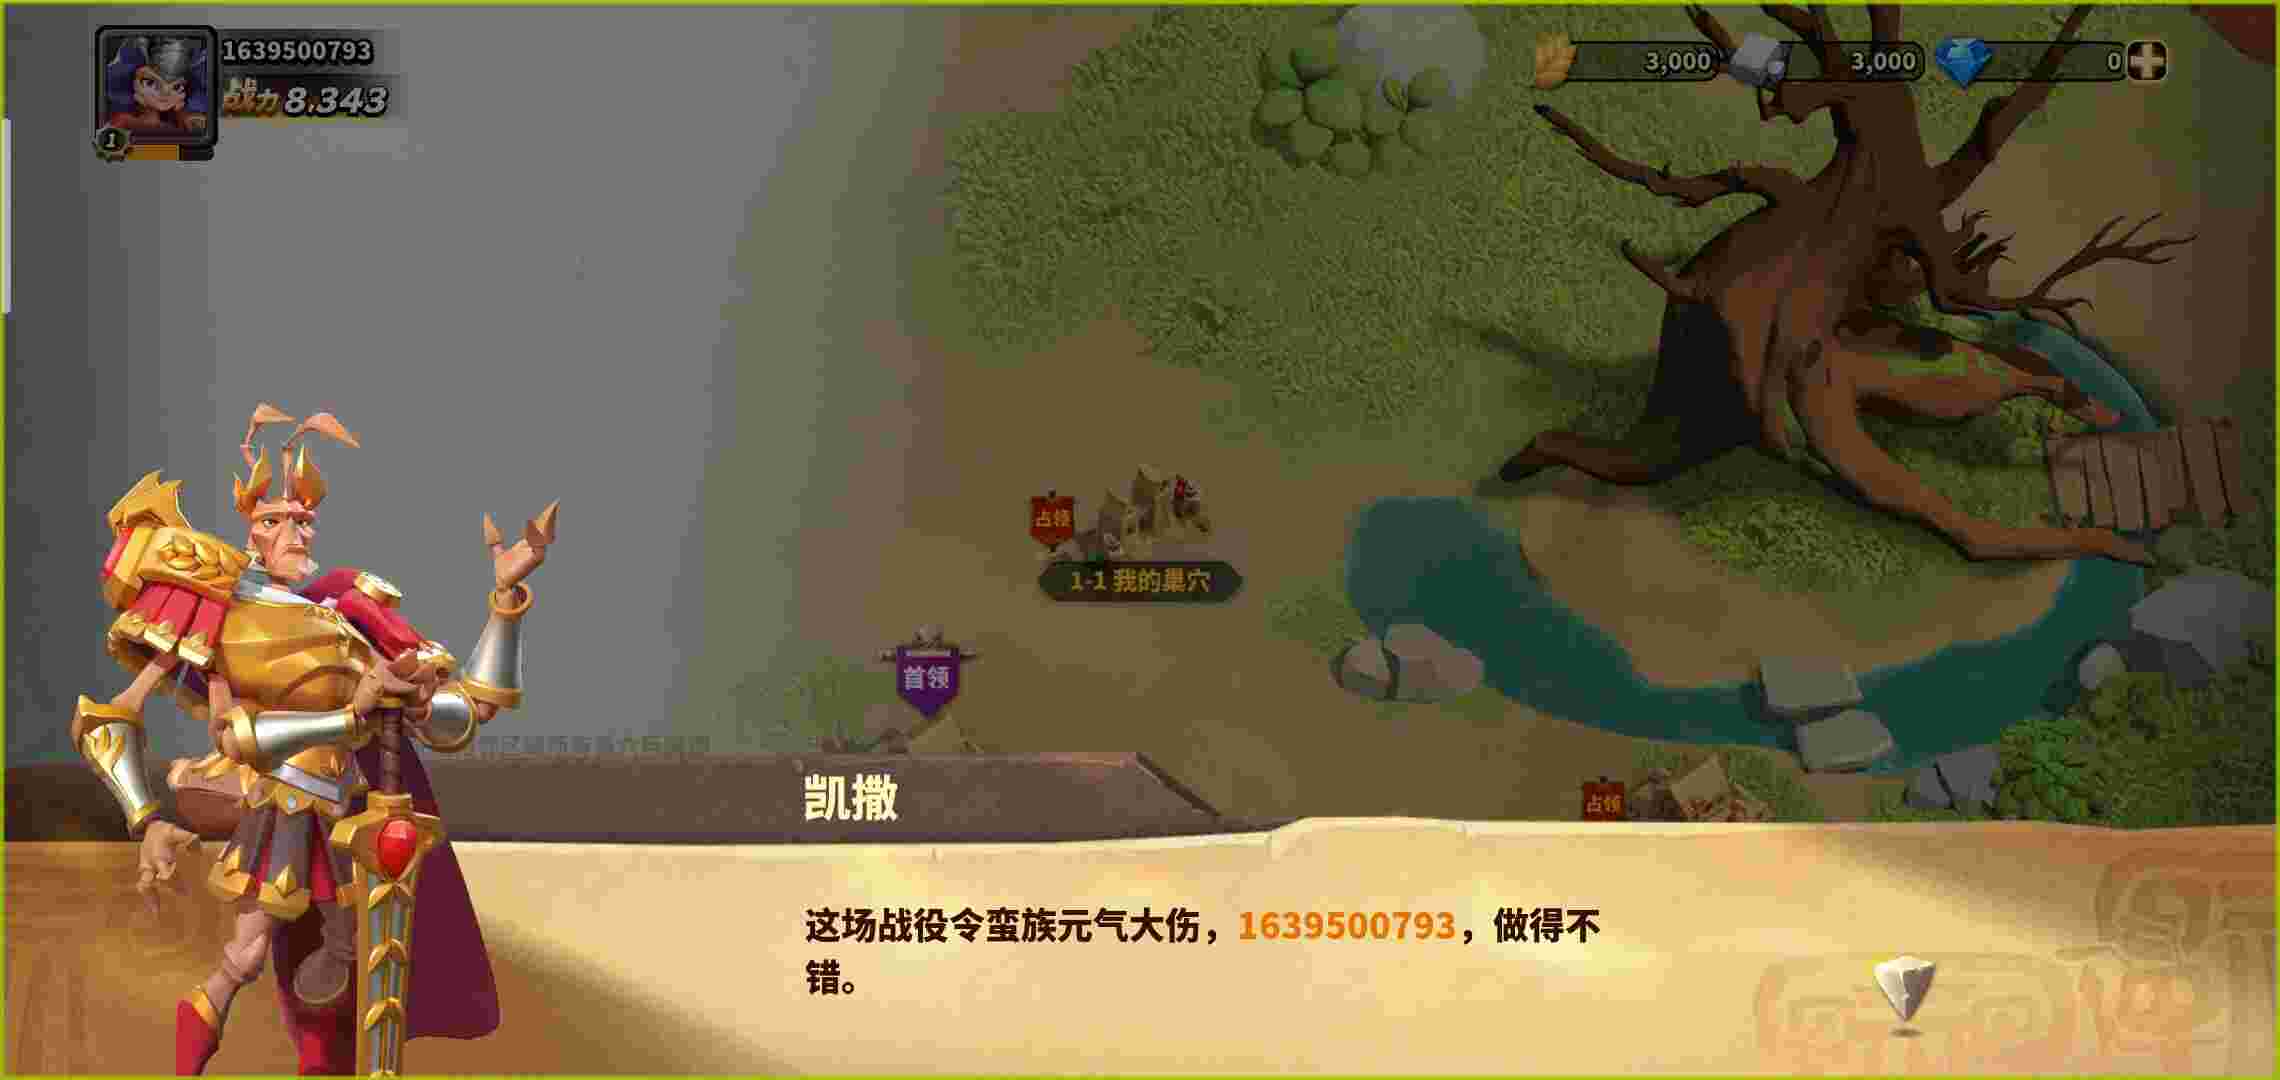 1639500793
战力 8,343
1
3,000
3,000
0
占领
1-1 我的巢穴
首领
占领
凯撒
这场战役令蛮族元气大伤，1639500793，做得不
错。